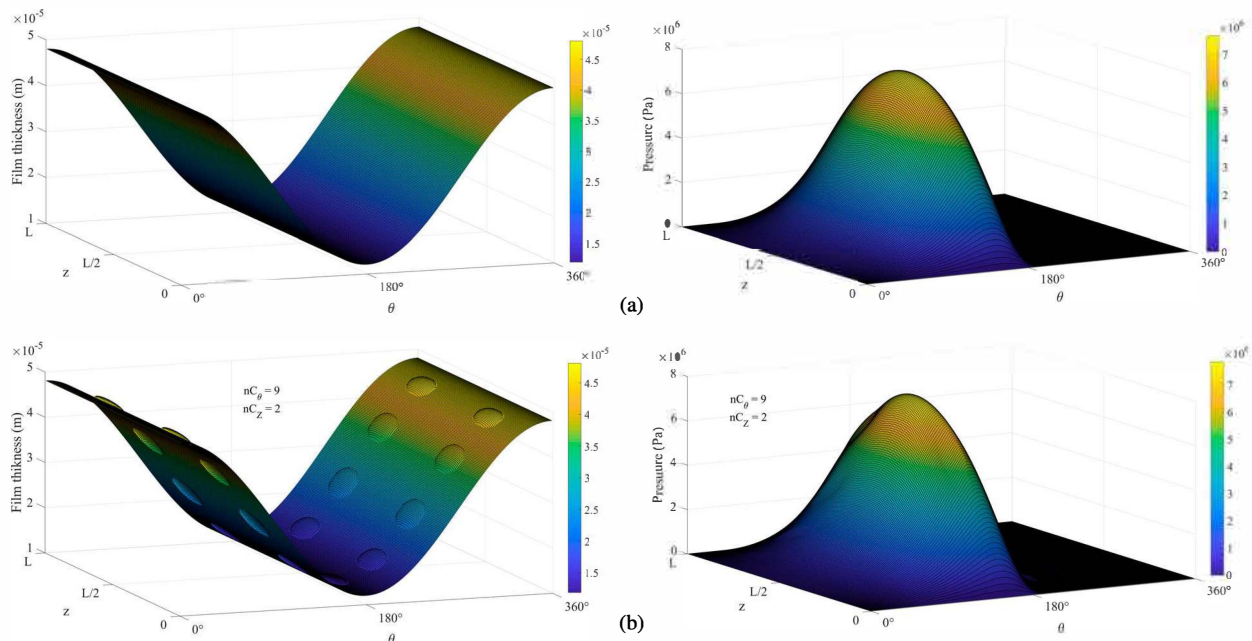 ×10⁻⁵
5
4
3
2
1
Film thickness (m)
L
L/2
0
z
0°
180°
360°
θ
×10⁻⁵
4.5
4
3.5
3
2.5
2
1.5
×10⁶
8
6
4
2
0
Pressure (Pa)
L
L/2
0
z
0°
180°
360°
θ
×10⁶
7
6
5
4
3
2
1
0
(a)
×10⁻⁵
5
4
3
2
1
Film thikness (m)
nC_θ = 9
nC_Z = 2
L
L/2
0
z
0°
180°
360°
θ
×10⁻⁵
4.5
4
3.5
3
2.5
2
1.5
×10⁶
8
6
4
2
0
Presuure (Pa)
nC_θ = 9
nC_Z = 2
L
L/2
0
z
0°
180°
360°
θ
7
6
5
4
3
2
1
0
(b)